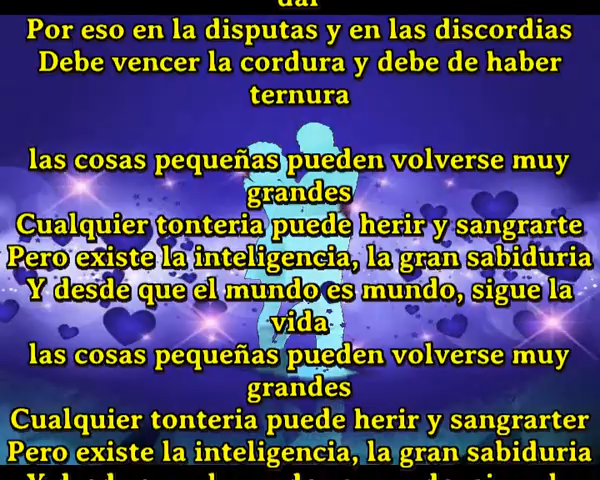 dar
Por eso en la disputas y en las discordias
Debe vencer la cordura y debe de haber
ternura
las cosas pequeñas pueden volverse muy
grandes
Cualquier tonteria puede herir y sangrarte
Pero existe la inteligencia, la gran sabiduria
Y desde que el mundo es mundo, sigue la
vida
las cosas pequeñas pueden volverse muy
grandes
Cualquier tonteria puede herir y sangrarter
Pero existe la inteligencia, la gran sabiduria